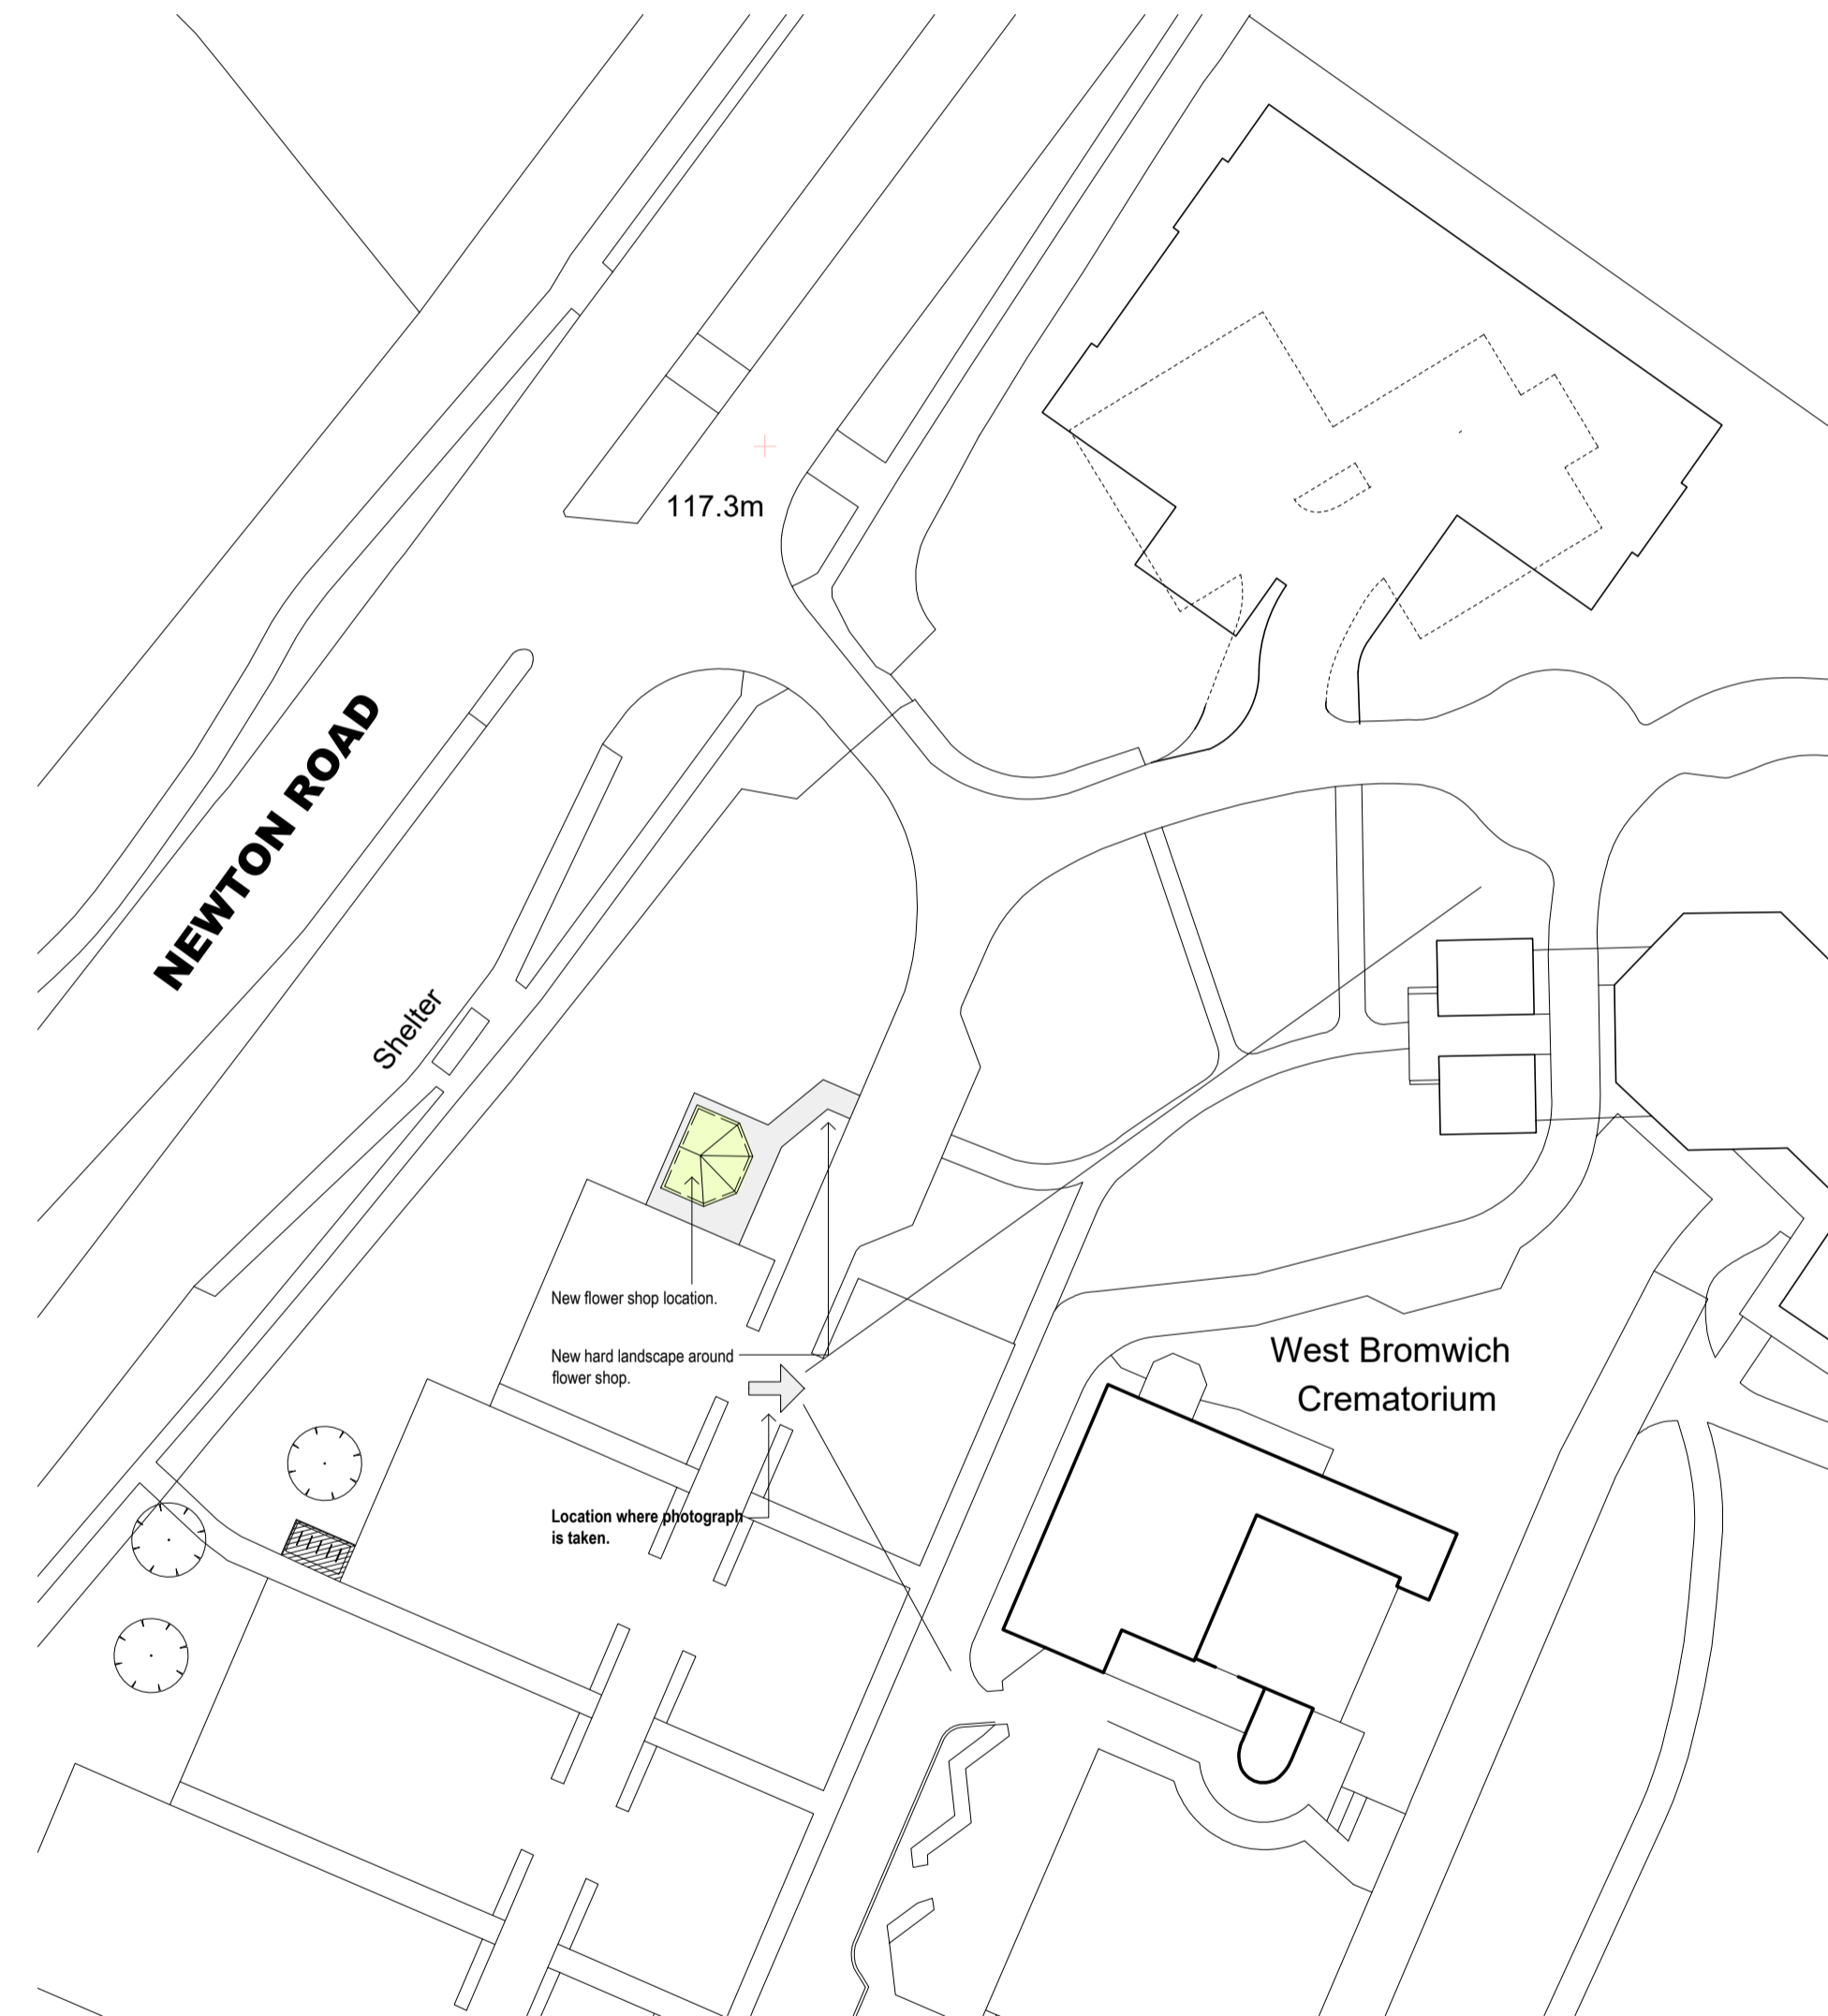 117.3m
NEWTON ROAD
Shelter
New flower shop location.
New hard landscape around
flower shop.
West Bromwich
Crematorium
Location where photograph
is taken.